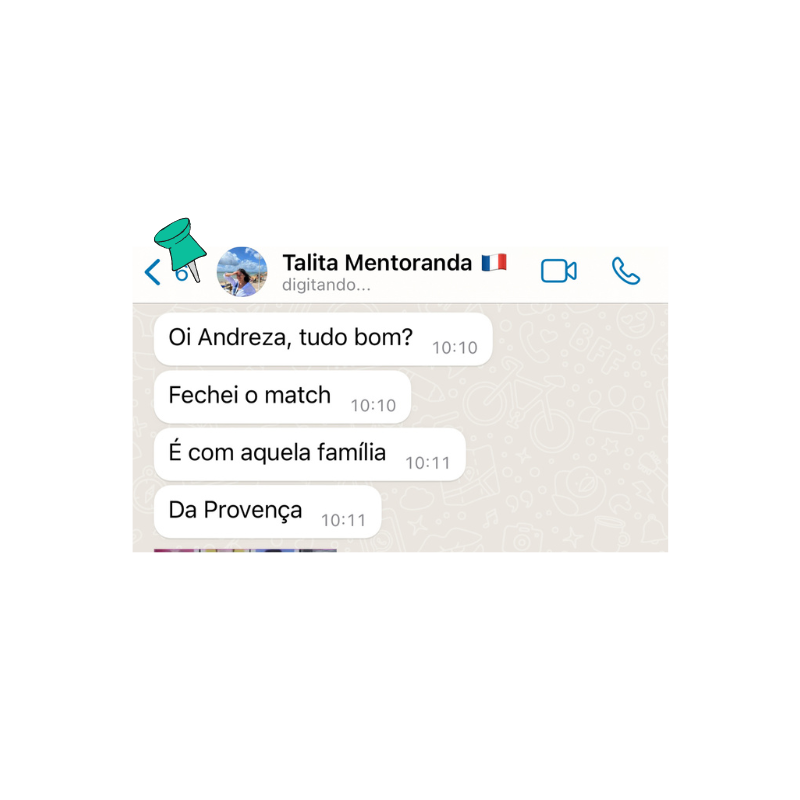 Talita Mentoranda 🇫🇷
digitando...
Oi Andreza, tudo bom? 10:10
Fechei o match 10:10
É com aquela família 10:11
Da Provença 10:11